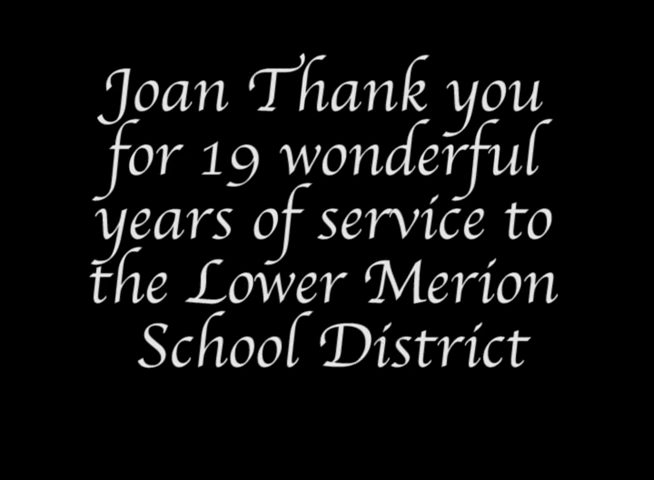 Joan Thank you
for 19 wonderful
years of service to
the Lower Merion
School District